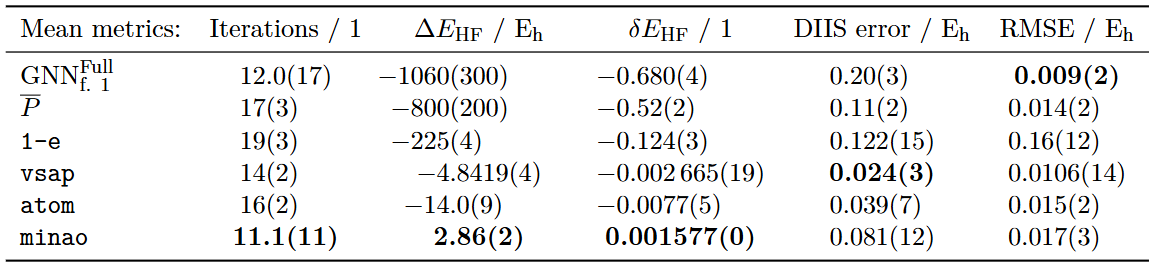 Mean metrics: Iterations / 1 ΔE_HF / E_h δE_HF / 1 DIIS error / E_h RMSE / E_h
GNN^Full_f. 1 12.0(17) −1060(300) −0.680(4) 0.20(3) 0.009(2)
P̅ 17(3) −800(200) −0.52(2) 0.11(2) 0.014(2)
1-e 19(3) −225(4) −0.124(3) 0.122(15) 0.16(12)
vsap 14(2) −4.8419(4) −0.002 665(19) 0.024(3) 0.0106(14)
atom 16(2) −14.0(9) −0.0077(5) 0.039(7) 0.015(2)
minao 11.1(11) 2.86(2) 0.001577(0) 0.081(12) 0.017(3)